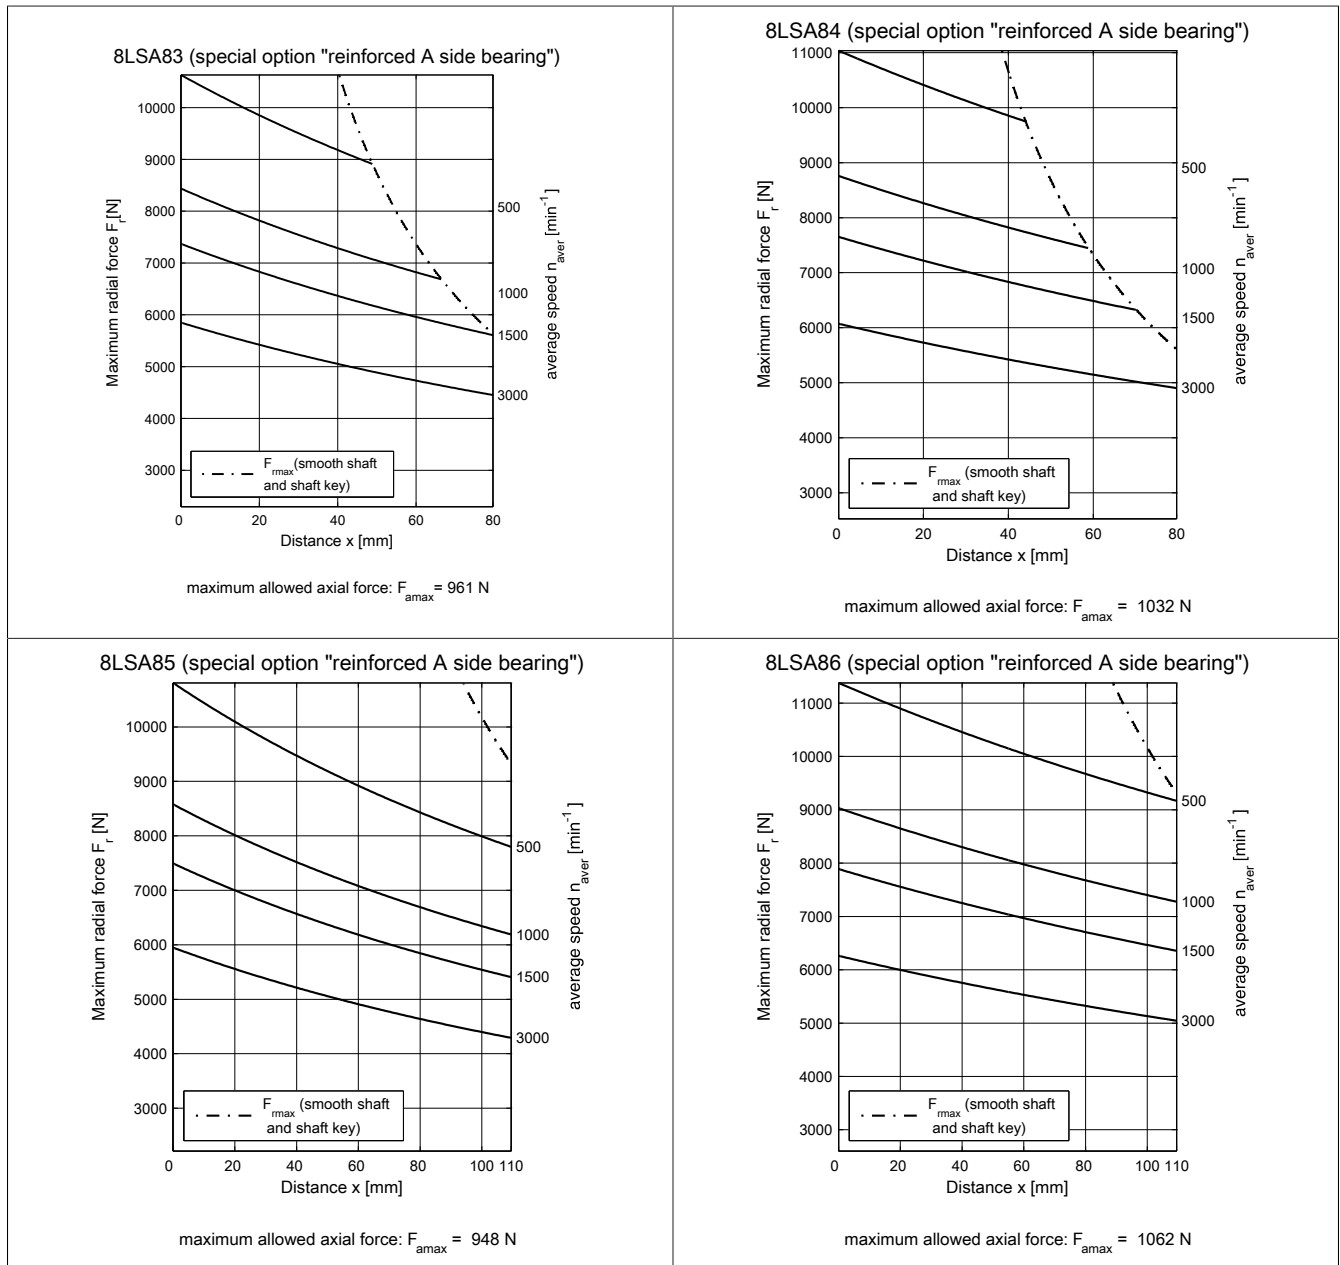 8LSA83 (special option "reinforced A side bearing")
10000
9000
8000
7000
6000
5000
4000
3000
Maximum radial force F_r[N]
500
1000
1500
3000
average speed n_aver [min^-1]
F_rmax(smooth shaft
and shaft key)
0 20 40 60 80
Distance x [mm]
maximum allowed axial force: F_amax= 961 N
8LSA84 (special option "reinforced A side bearing")
11000
10000
9000
8000
7000
6000
5000
4000
3000
Maximum radial force F_r [N]
500
1000
1500
3000
average speed n_aver [min^-1]
F_rmax (smooth shaft
and shaft key)
0 20 40 60 80
Distance x [mm]
maximum allowed axial force: F_amax = 1032 N
8LSA85 (special option "reinforced A side bearing")
10000
9000
8000
7000
6000
5000
4000
3000
Maximum radial force F_r [N]
500
1000
1500
3000
average speed n_aver [min^-1]
F_rmax (smooth shaft
and shaft key)
0 20 40 60 80 100 110
Distance x [mm]
maximum allowed axial force: F_amax = 948 N
8LSA86 (special option "reinforced A side bearing")
11000
10000
9000
8000
7000
6000
5000
4000
3000
Maximum radial force F_r [N]
500
1000
1500
3000
average speed n_aver [min^-1]
F_rmax (smooth shaft
and shaft key)
0 20 40 60 80 100 110
Distance x [mm]
maximum allowed axial force: F_amax = 1062 N